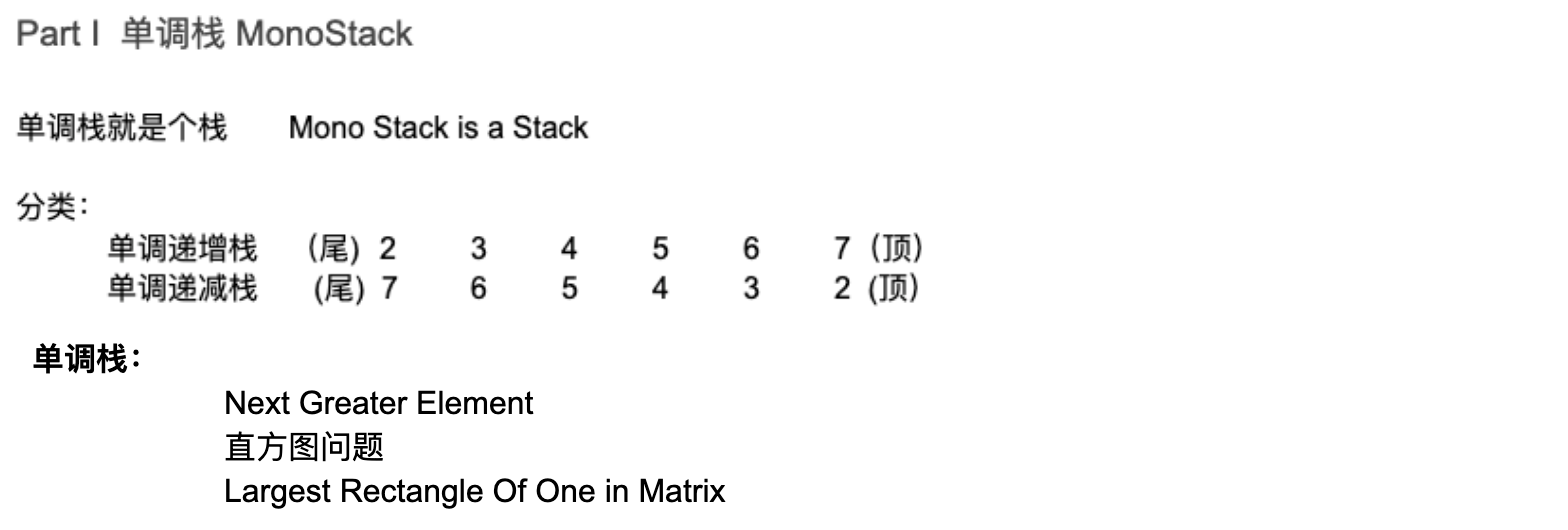 Part I 单调栈 MonoStack
单调栈就是个栈 Mono Stack is a Stack
分类：
单调递增栈 （尾) 2 3 4 5 6 7 （顶）
单调递减栈 (尾) 7 6 5 4 3 2 (顶）
单调栈：
Next Greater Element
直方图问题
Largest Rectangle Of One in Matrix